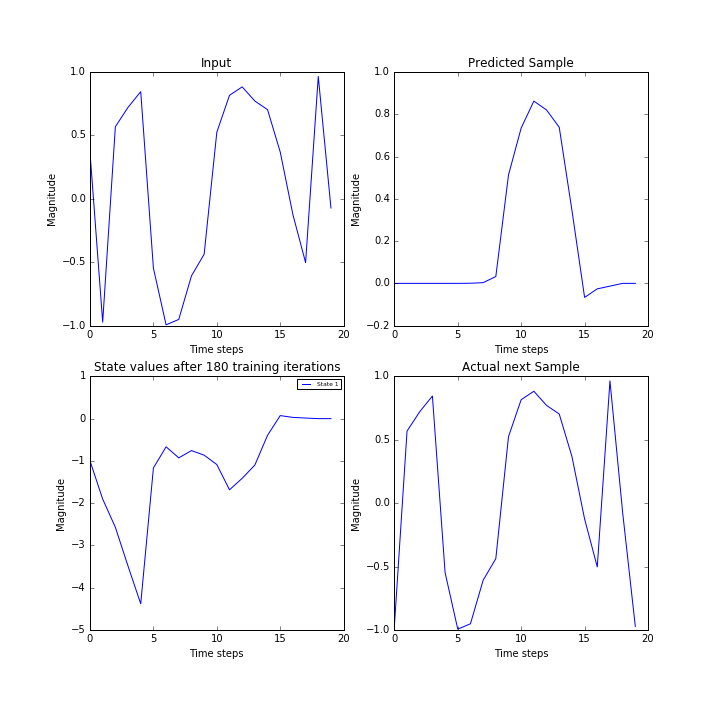 Input
Magnitude
1.0
0.5
0.0
−0.5
−1.0
0 5 10 15 20
Time steps
Predicted Sample
Magnitude
1.0
0.8
0.6
0.4
0.2
0.0
−0.2
0 5 10 15 20
Time steps
State values after 180 training iterations
State 1
Magnitude
1
0
−1
−2
−3
−4
−5
0 5 10 15 20
Time steps
Actual next Sample
Magnitude
1.0
0.5
0.0
−0.5
−1.0
0 5 10 15 20
Time steps